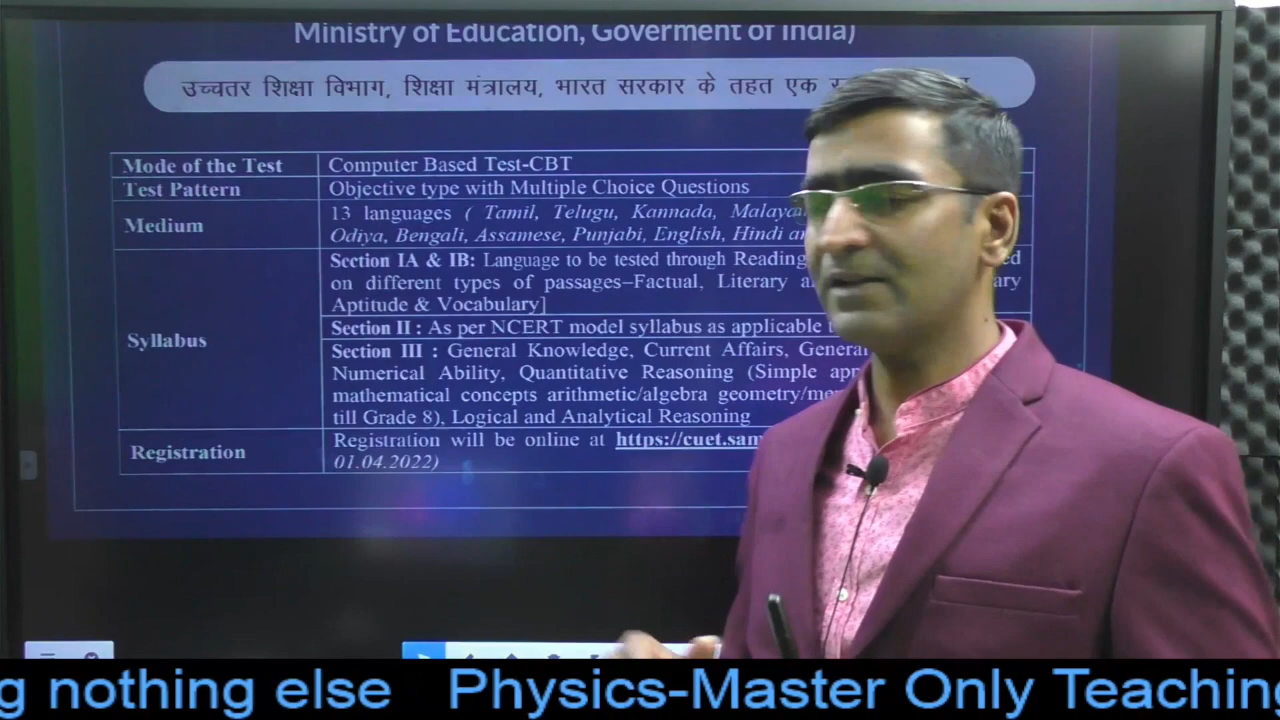 Ministry of Education, Goverment of India)
उच्चतर शिक्षा विभाग, शिक्षा मंत्रालय, भारत सरकार के तहत एक
Mode of the Test Computer Based Test-CBT
Test Pattern Objective type with Multiple Choice Questions
Medium 13 languages ( Tamil, Telugu, Kannada,
Odiya, Bengali, Assamese, Punjabi, English, Hindi
Syllabus
Section IA & IB: Language to be tested through Reading
on different types of passages–Factual, Literary
Aptitude & Vocabulary]
Section II : As per NCERT model syllabus as applicable
Section III : General Knowledge, Current Affairs, General
Numerical Ability, Quantitative Reasoning (Simple
mathematical concepts arithmetic/algebra
till Grade 8), Logical and Analytical Reasoning
Registration Registration will be online at https://cuet.sam
01.04.2022)
g nothing else Physics-Master Only Teaching